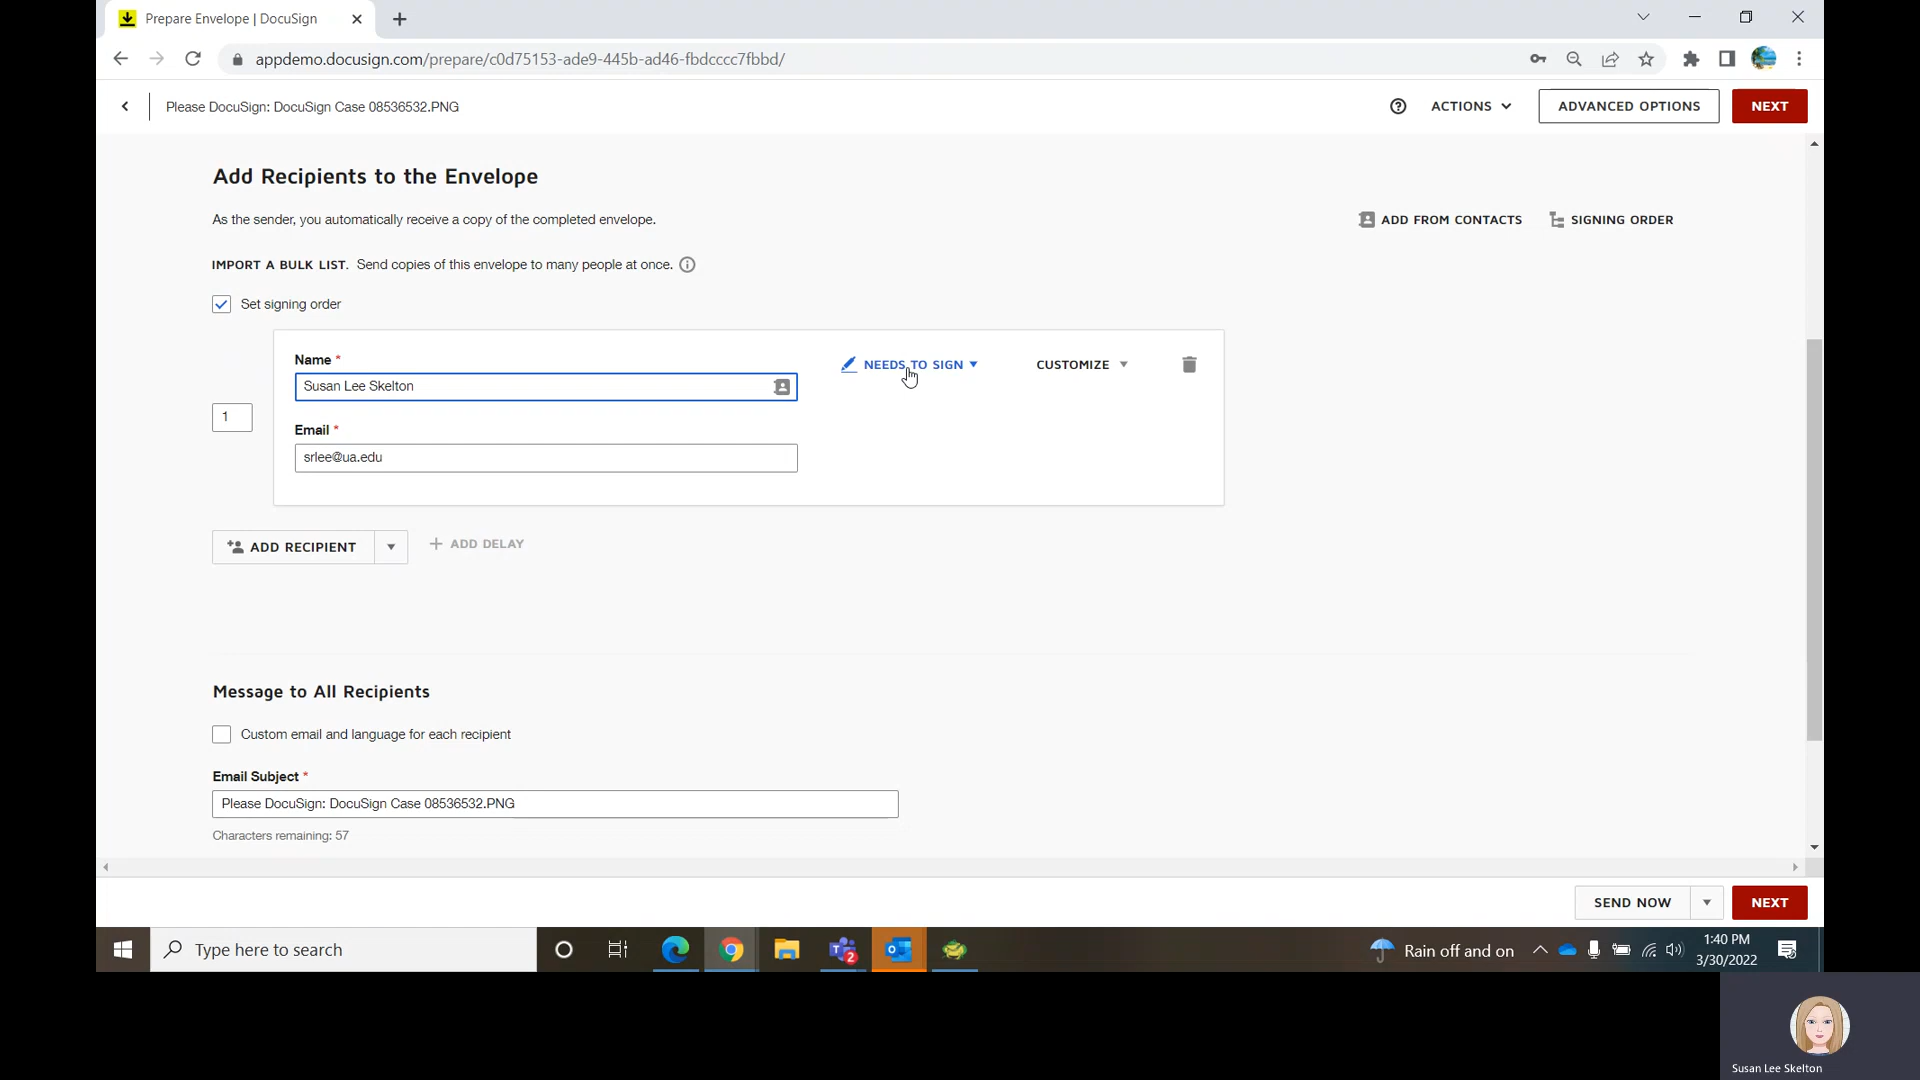 Prepare Envelope | DocuSign
appdemo.docusign.com/prepare/c0d75153-ade9-445b-ad46-fbdcccc7fbbd/
Please DocuSign: DocuSign Case 08536532.PNG
ACTIONS
ADVANCED OPTIONS
NEXT
Add Recipients to the Envelope
As the sender, you automatically receive a copy of the completed envelope.
ADD FROM CONTACTS
SIGNING ORDER
IMPORT A BULK LIST. Send copies of this envelope to many people at once.
Set signing order
Name *
NEEDS TO SIGN
CUSTOMIZE
Susan Lee Skelton
1
Email *
srlee@ua.edu
ADD RECIPIENT
ADD DELAY
Message to All Recipients
Custom email and language for each recipient
Email Subject *
Please DocuSign: DocuSign Case 08536532.PNG
Characters remaining: 57
SEND NOW
NEXT
Type here to search
2
Rain off and on
1:40 PM
3/30/2022
Susan Lee Skelton